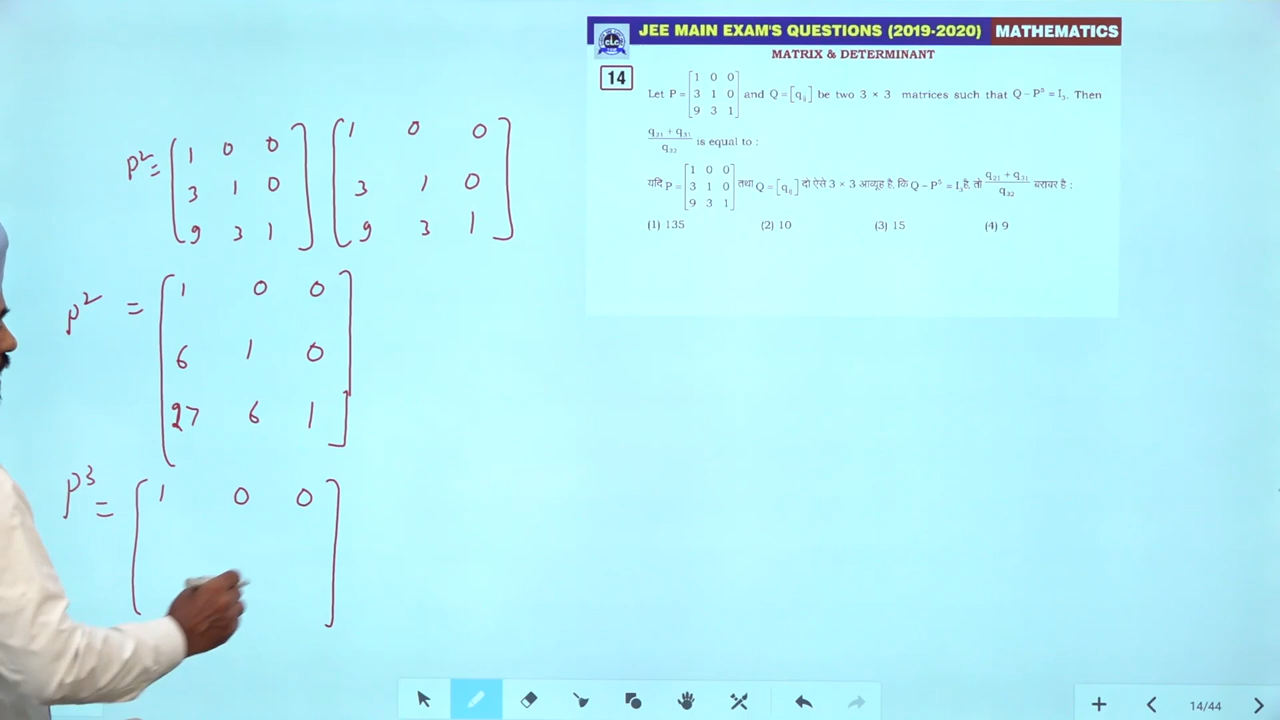 JEE MAIN EXAM'S QUESTIONS (2019-2020) MATHEMATICS
CLC
MATRIX & DETERMINANT
14
1 0 0
Let P = 3 1 0 and Q = [qij] be two 3 × 3 matrices such that Q – P⁵ = I₃. Then
9 3 1
q₂₁ + q₃₁
is equal to :
q₃₂
1 0 0
यदि P = 3 1 0 तथा Q = [qij] दो ऐसे 3 × 3 आव्यूह है, कि Q – P⁵ = I₃ है, तो q₂₁ + q₃₁ / q₃₂ बराबर है :
9 3 1
(1) 135 (2) 10 (3) 15 (4) 9
P² = 1 0 0 1 0 0
3 1 0 3 1 0
9 3 1 9 3 1
P² = 1 0 0
6 1 0
27 6 1
P³ = 1 0 0
14/44